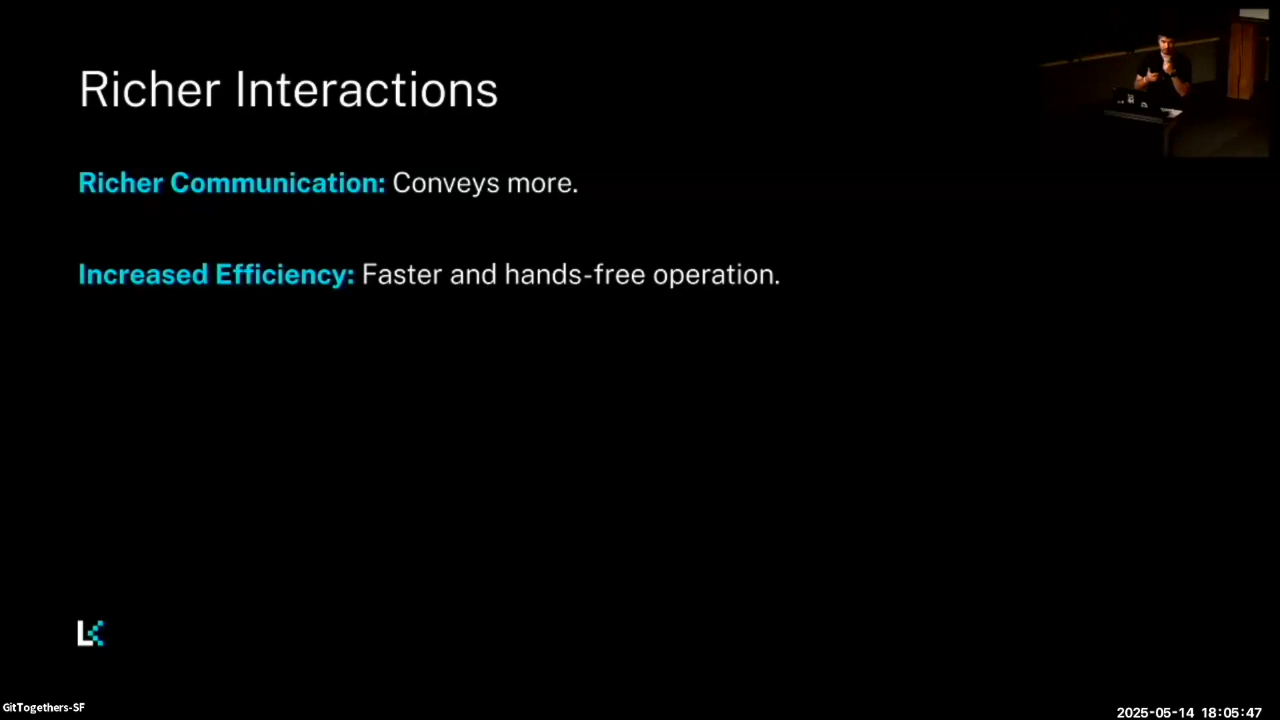 Richer Interactions
Richer Communication: Conveys more.
Increased Efficiency: Faster and hands-free operation.
LK
GitTogethers-SF
2025-05-14 18:05:47